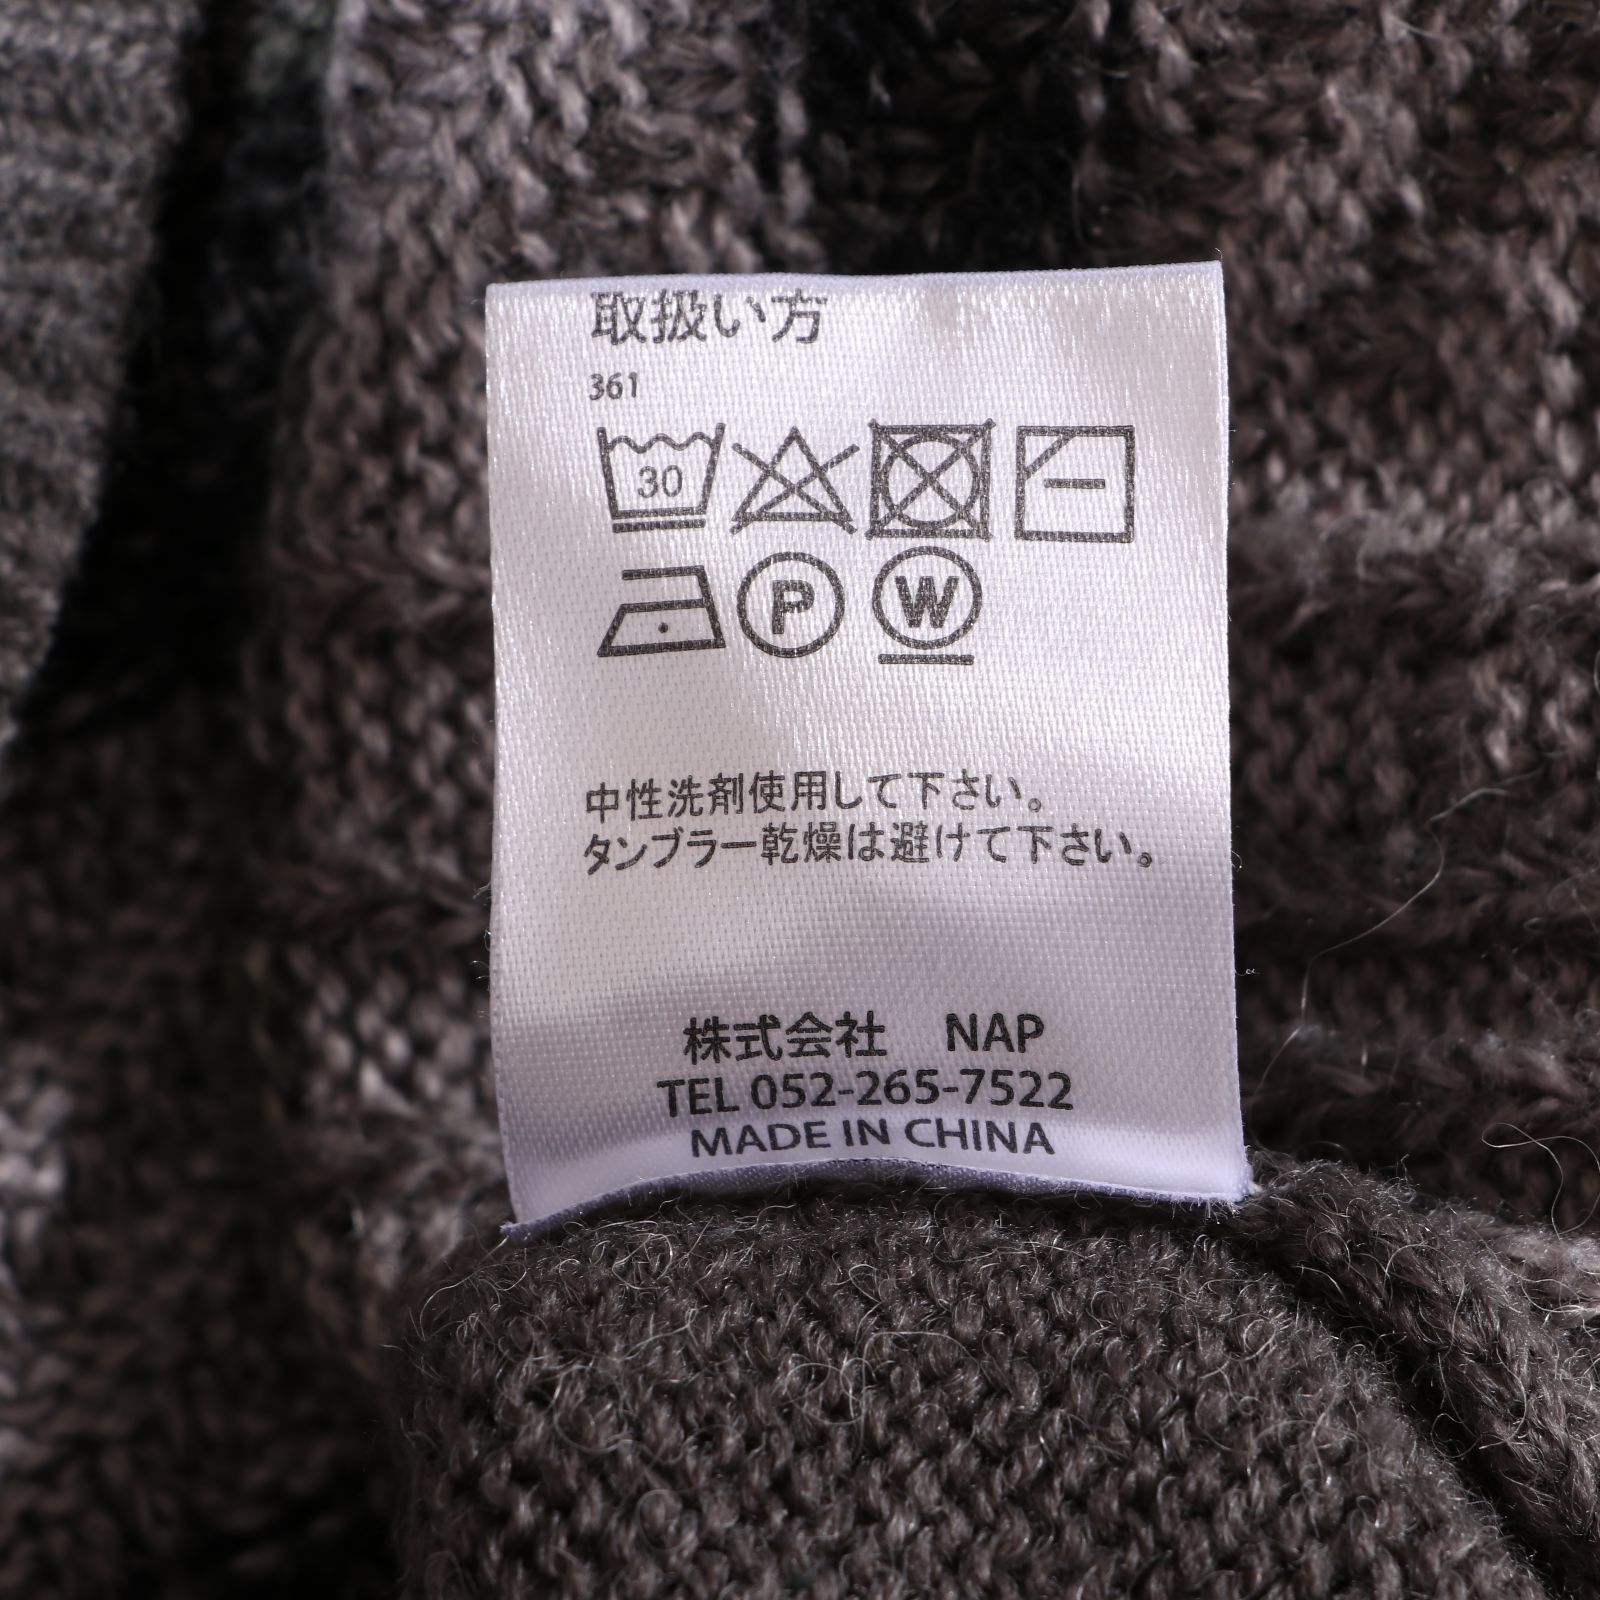 取扱い方
361
30
P W
中性洗剤使用して下さい。
タンブラー乾燥は避けて下さい。
株式会社　NAP
TEL 052-265-7522
MADE IN CHINA